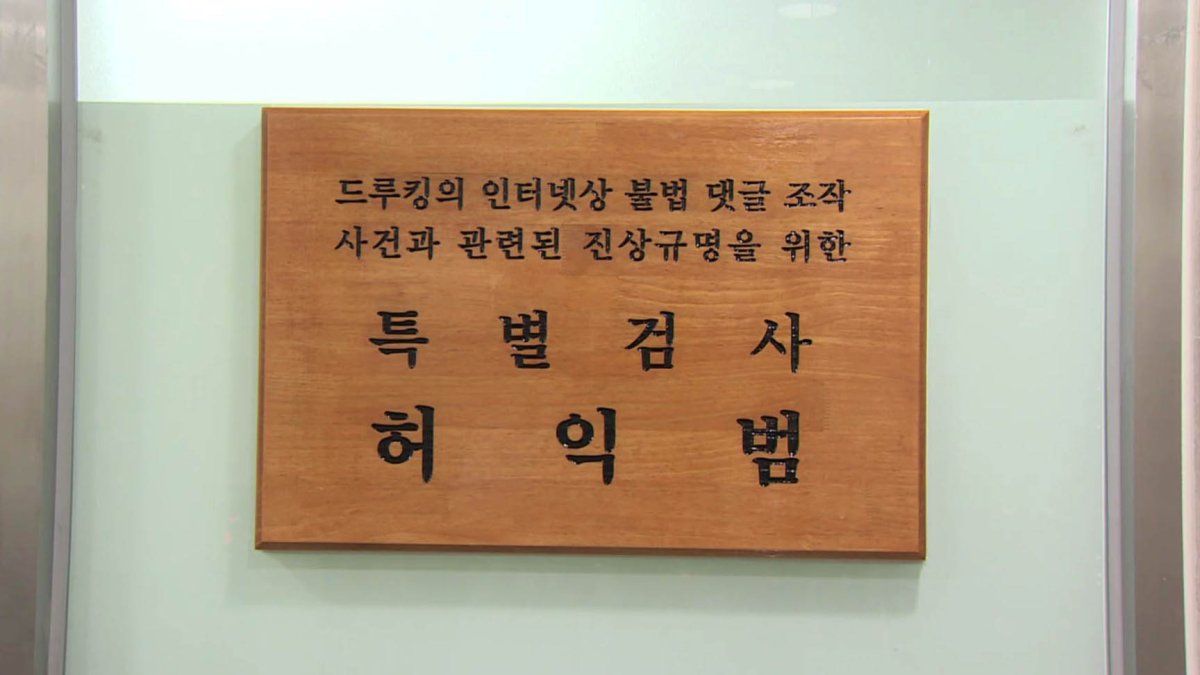 드루킹의 인터넷상 불법 댓글 조작
사건과 관련된 진상규명을 위한
특별검사
허익범